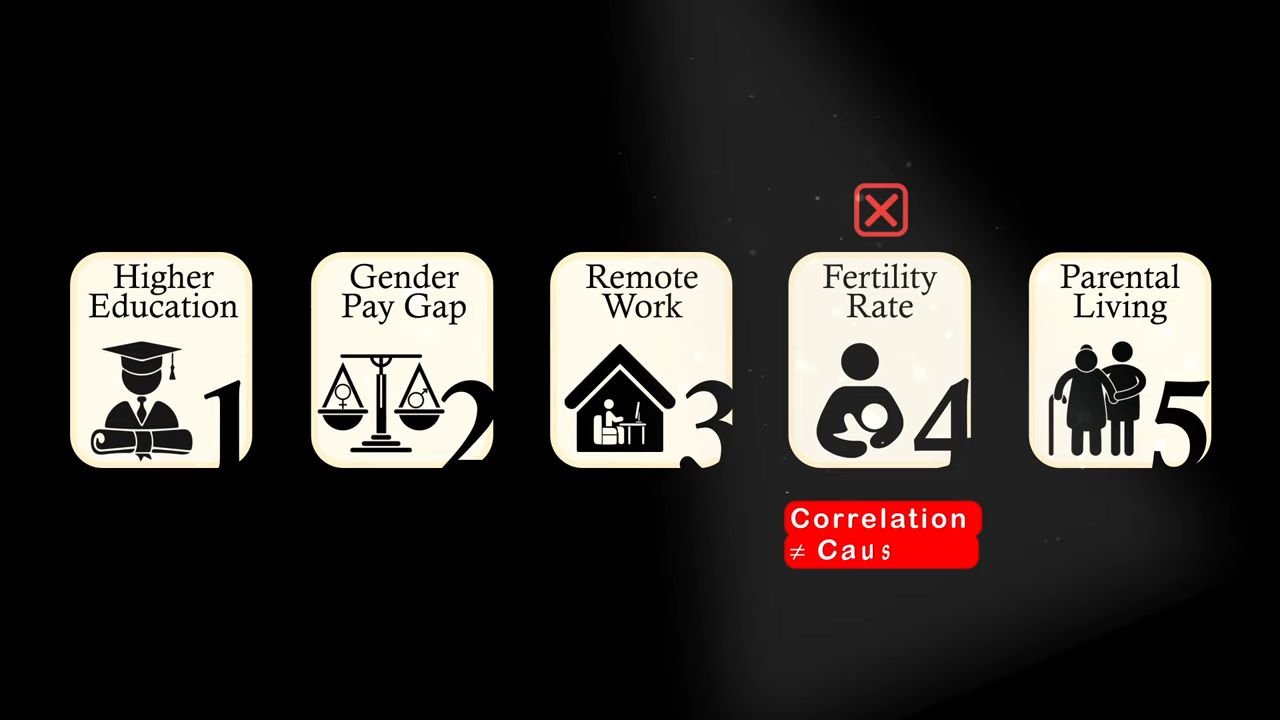 Higher
Education
1
Gender
Pay Gap
2
Remote
Work
3
Fertility
Rate
4
Parental
Living
5
Correlation
≠ Caus